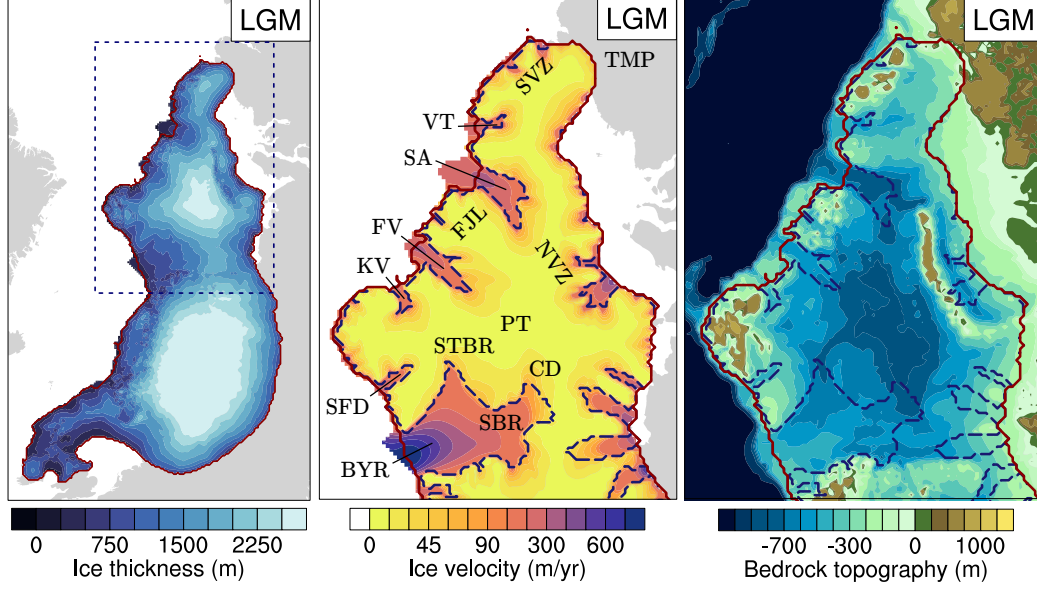 LGM
LGM
LGM
SVZ
TMP
VT
SA
FJL
FV
NVZ
KV
PT
STBR
CD
SFD
SBR
BYR
0 750 1500 2250
Ice thickness (m)
0 45 90 300 600
Ice velocity (m/yr)
-700 -300 0 1000
Bedrock topography (m)